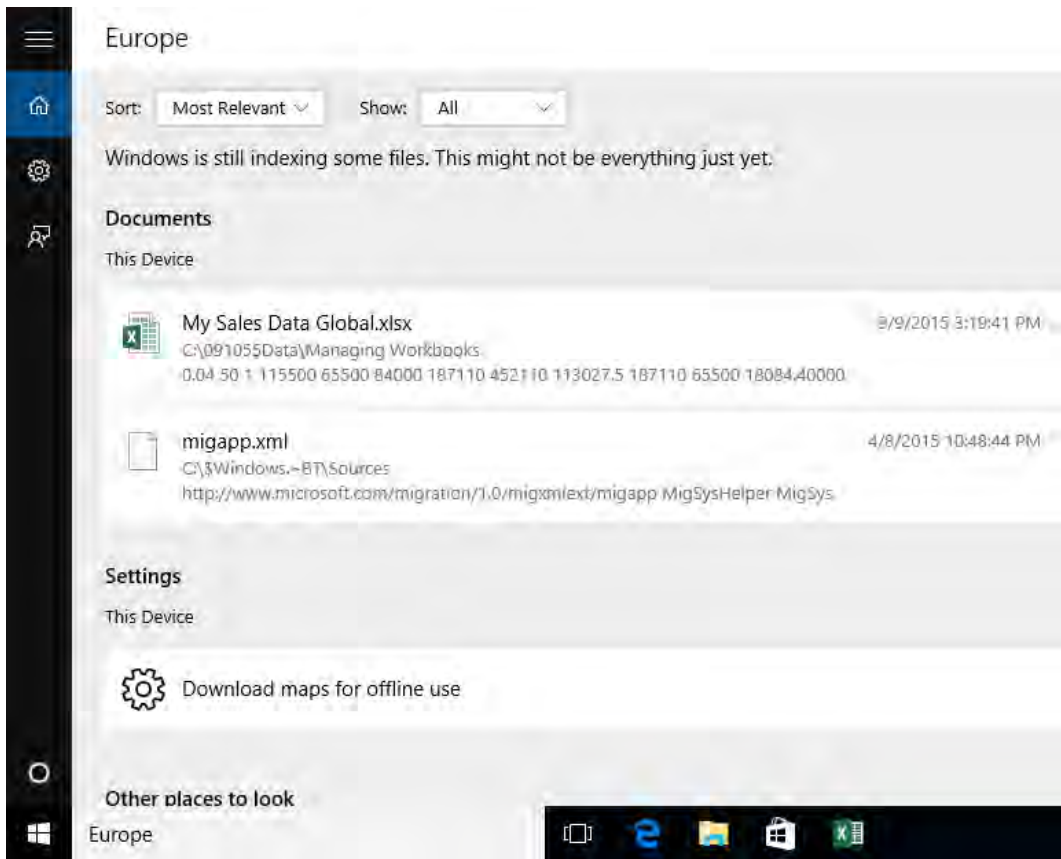 Europe
Sort: Most Relevant Show: All
Windows is still indexing some files. This might not be everything just yet.
Documents
This Device
My Sales Data Global.xlsx 9/9/2015 3:19:41 PM
C:\091055Data\Managing Workbooks
0.04 50 1 115500 65500 84000 187110 452110 113027.5 187110 65500 18084.40000
migapp.xml 4/8/2015 10:48:44 PM
C:\$Windows.~BT\Sources
http://www.microsoft.com/migration/1.0/migxmlext/migapp MigSysHelper MigSys
Settings
This Device
Download maps for offline use
Other places to look
Europe